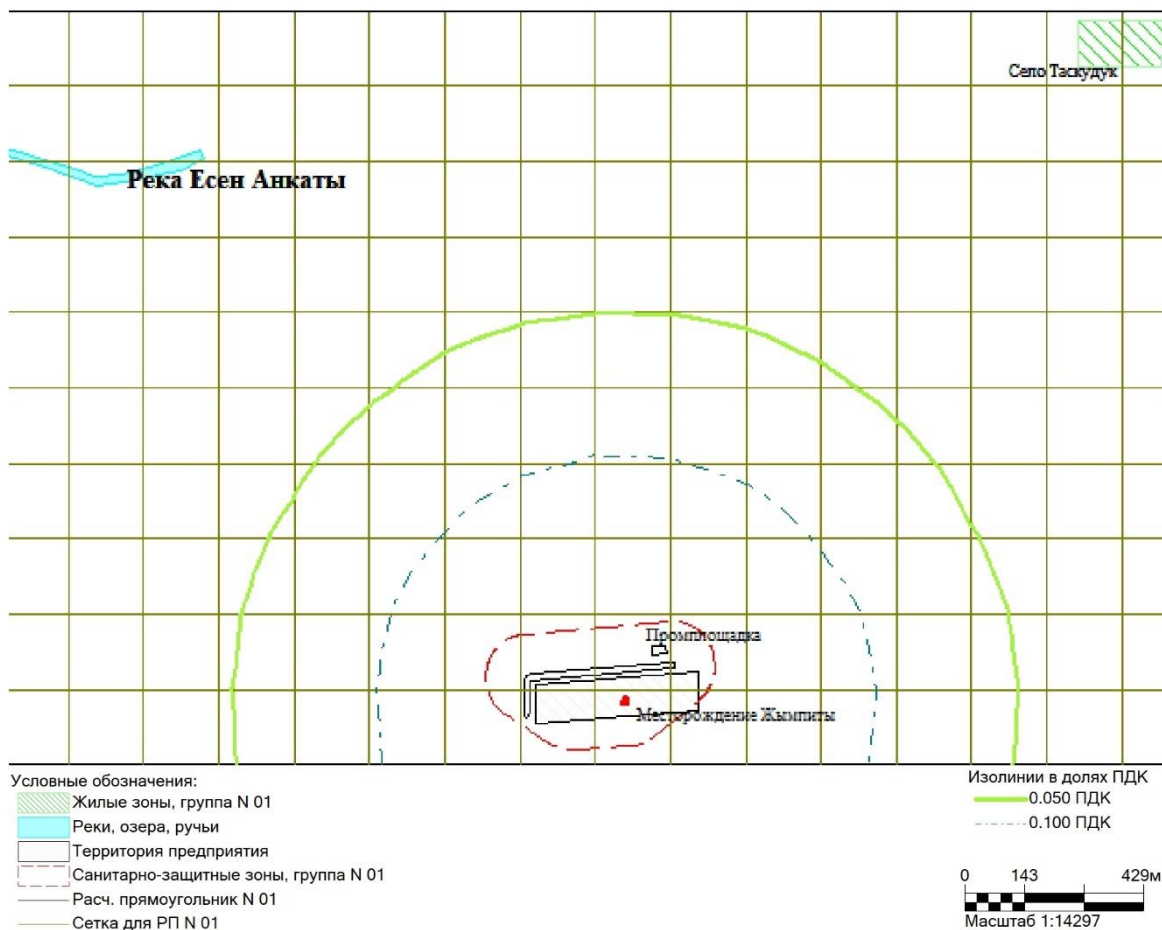 Село Таскудук
Река Есен Анкаты
Промплощадка
Месторождение Жымпиты
Условные обозначения:
Жилые зоны, группа N 01
Реки, озера, ручьи
Территория предприятия
Санитарно-защитные зоны, группа N 01
Расч. прямоугольник N 01
Сетка для РП N 01
Изолинии в долях ПДК
0.050 ПДК
0.100 ПДК
0 143 429м
Масштаб 1:14297